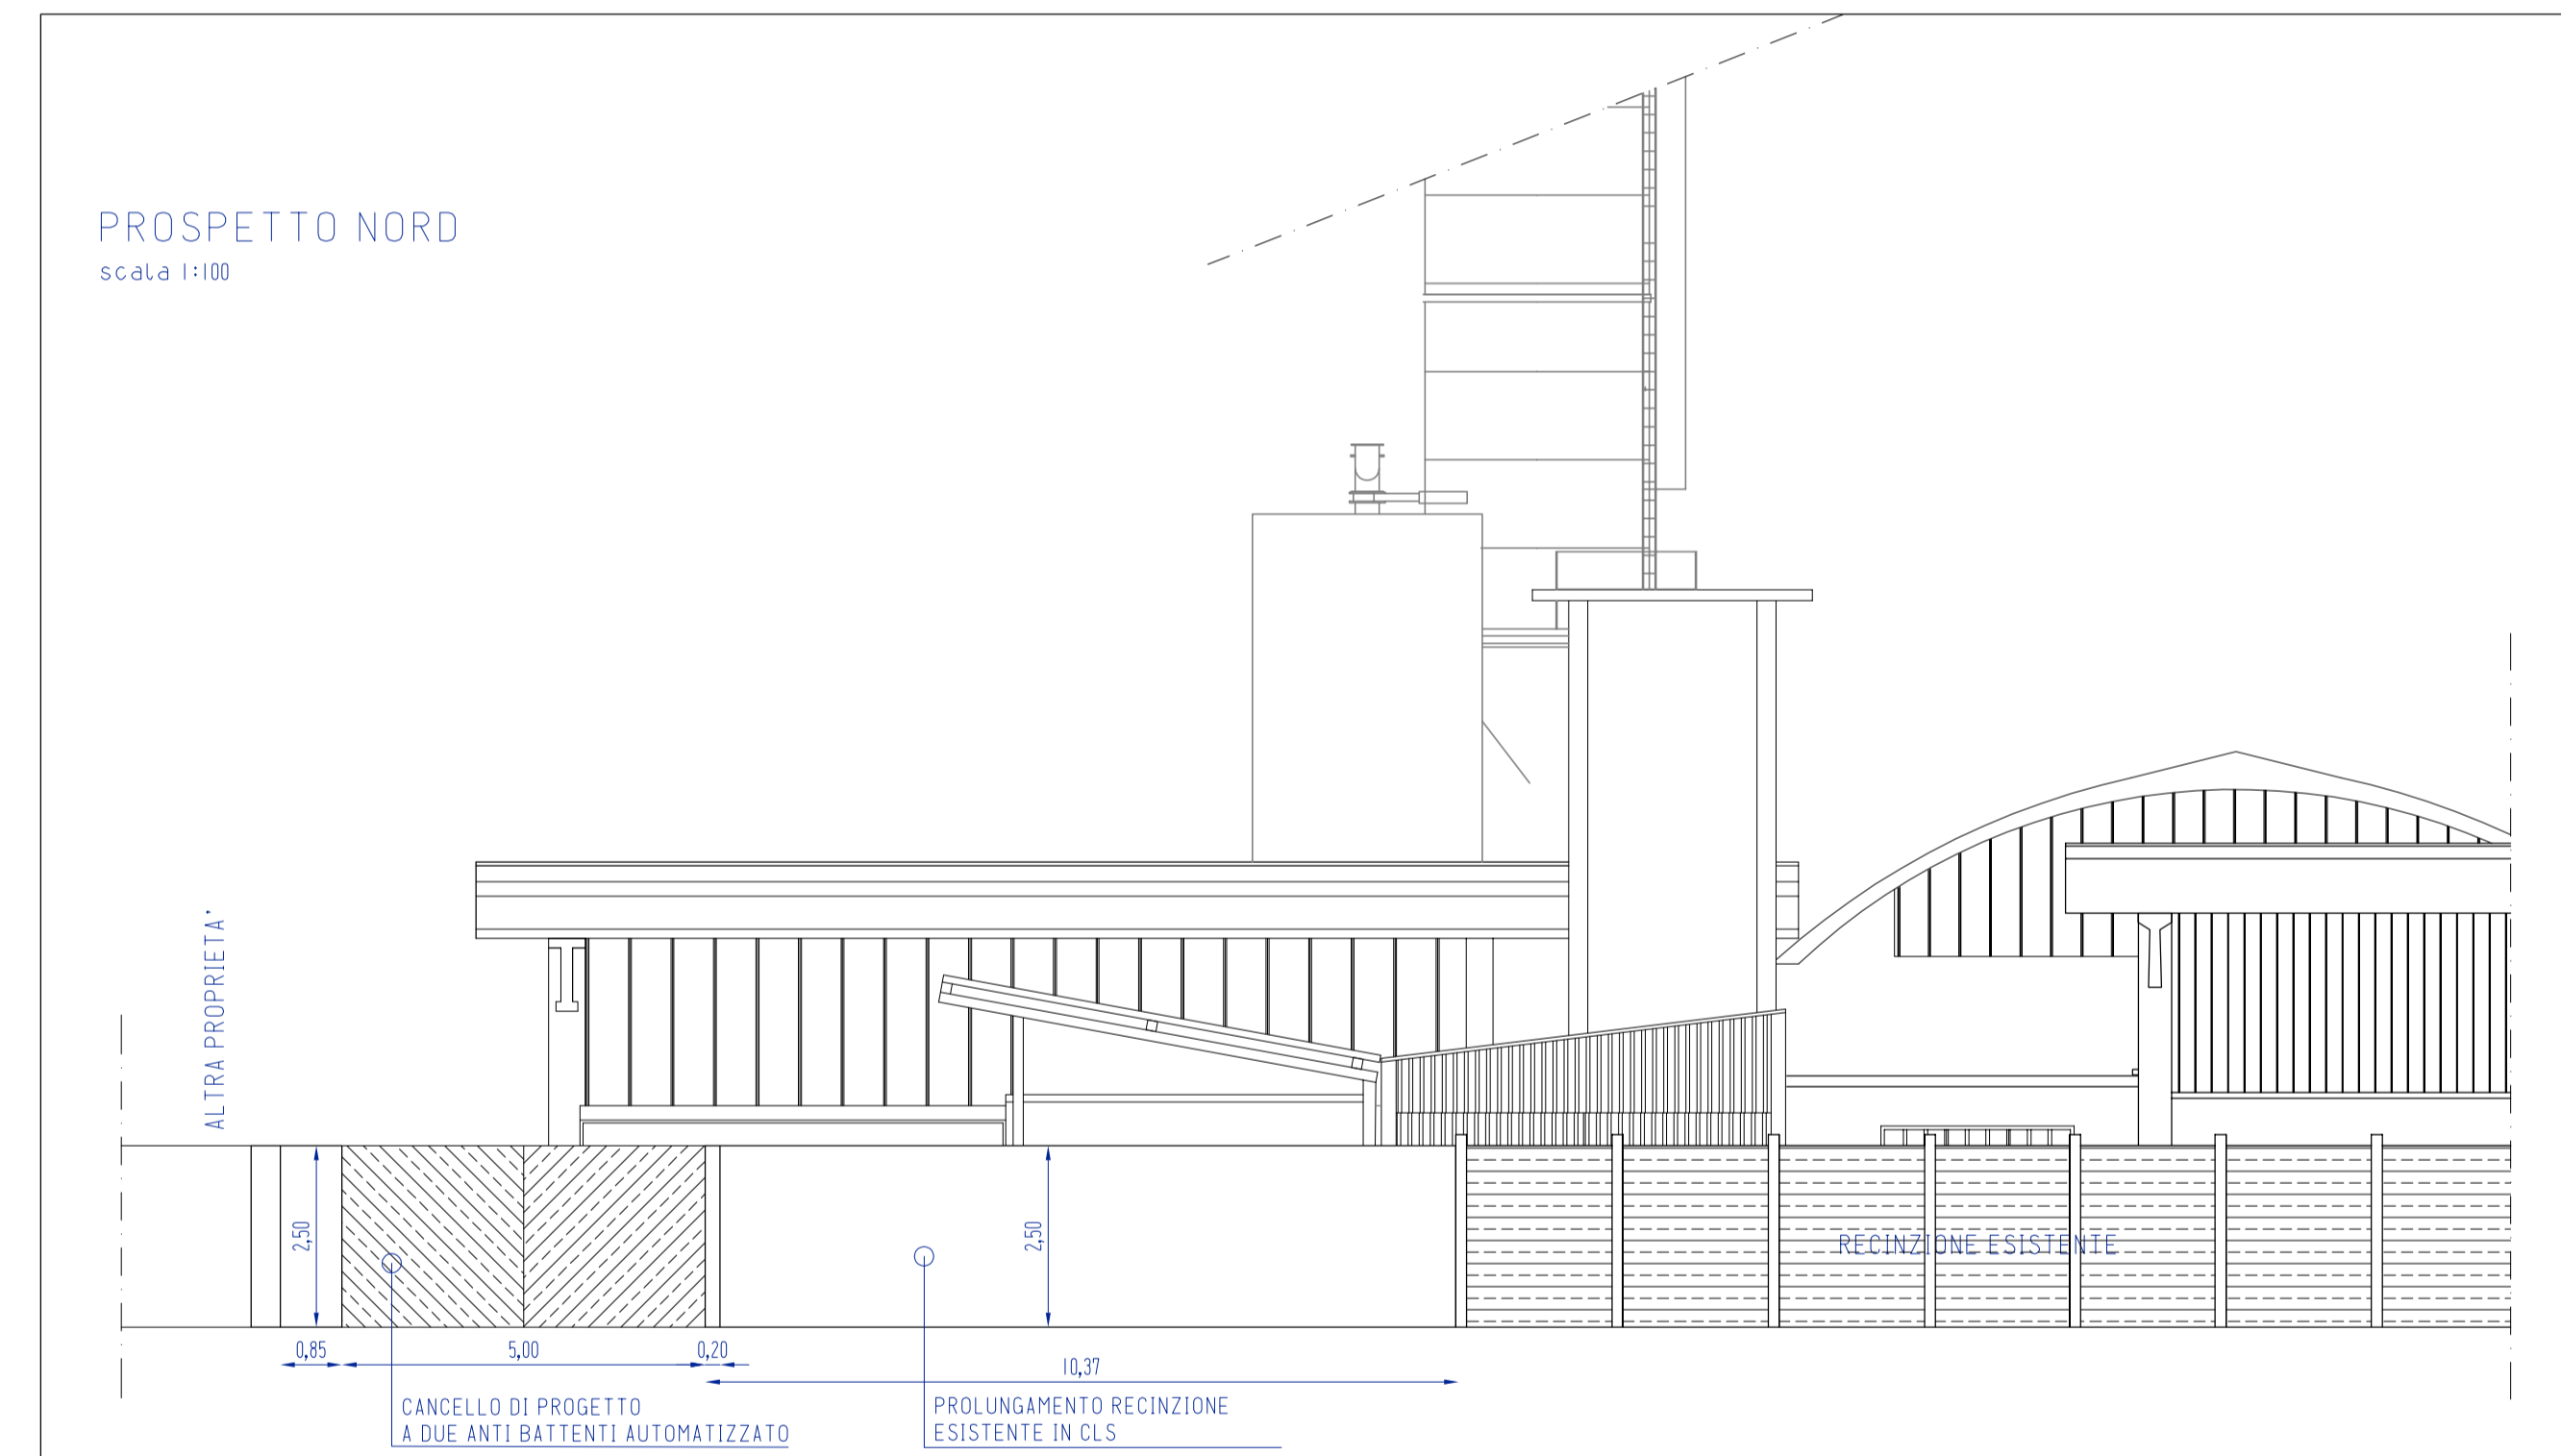 PROSPETTO NORD
scala 1:100
ALTRA PROPRIETA'
2,50
2,50
RECINZIONE ESISTENTE
0,85
5,00
0,20
10,37
CANCELLO DI PROGETTO
A DUE ANTI BATTENTI AUTOMATIZZATO
PROLUNGAMENTO RECINZIONE
ESISTENTE IN CLS